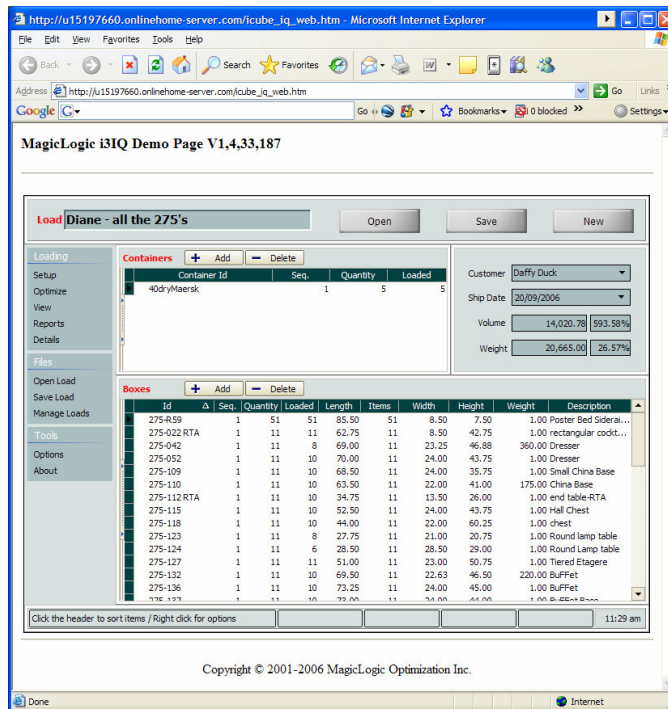 http://u15197660.onlinehome-server.com/icube_iq_web.htm - Microsoft Internet Explorer
File Edit View Favorites Tools Help
Back Search Favorites
Address http://u15197660.onlinehome-server.com/icube_iq_web.htm Go Links
Google G Go Bookmarks 0 blocked Settings
MagicLogic i3IQ Demo Page V1,4,33,187
Load Diane - all the 275's Open Save New
Loading
Setup
Optimize
View
Reports
Details
Files
Open Load
Save Load
Manage Loads
Tools
Options
About
Containers + Add − Delete
Container Id Seq. Quantity Loaded
40dryMaersk 1 5 5
Customer Daffy Duck
Ship Date 20/09/2006
Volume 14,020.78 593.58%
Weight 20,665.00 26.57%
Boxes + Add − Delete
Id Δ Seq. Quantity Loaded Length Items Width Height Weight Description
275-R59 1 51 51 85.50 51 8.50 7.50 1.00 Poster Bed Siderai...
275-022 RTA 1 11 11 62.75 11 8.50 42.75 1.00 rectangular cockt...
275-042 1 11 8 69.00 11 23.25 46.88 360.00 Dresser
275-052 1 11 10 70.00 11 24.00 43.75 1.00 Dresser
275-109 1 11 10 68.50 11 24.00 35.75 1.00 Small China Base
275-110 1 11 10 63.50 11 22.00 41.00 175.00 China Base
275-112 RTA 1 11 10 34.75 11 13.50 26.00 1.00 end table-RTA
275-115 1 11 10 52.50 11 24.00 43.75 1.00 Hall Chest
275-118 1 11 10 44.00 11 22.00 60.25 1.00 chest
275-123 1 11 8 27.75 11 21.00 20.75 1.00 Round lamp table
275-124 1 11 6 28.50 11 28.50 29.00 1.00 Round Lamp table
275-127 1 11 11 51.00 11 23.00 50.75 1.00 Tiered Etagere
275-132 1 11 10 69.50 11 22.63 46.50 220.00 BuFFet
275-136 1 11 10 73.25 11 24.00 45.00 1.00 BuFFet
275-137 1 11 10 73.00 11 24.00 44.00 1.00 BuFFet Base
Click the header to sort items / Right click for options 11:29 am
Copyright © 2001-2006 MagicLogic Optimization Inc.
Done Internet